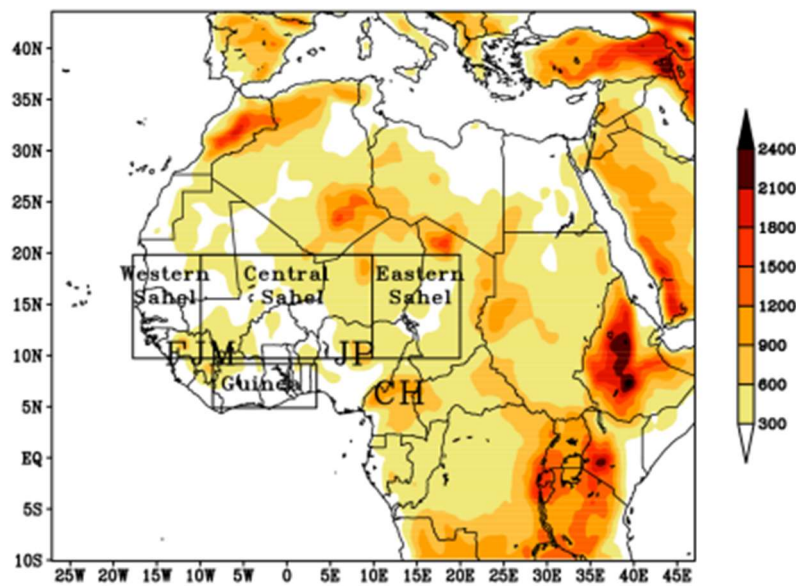 40N
35N
30N
25N
20N
15N
10N
5N
EQ
5S
10S
Western
Sahel
Central
Sahel
Eastern
Sahel
FJM
JP
Guinea
CH
25W 20W 15W 10W 5W 0 5E 10E 15E 20E 25E 30E 35E 40E 45E
2400
2100
1800
1500
1200
900
600
300